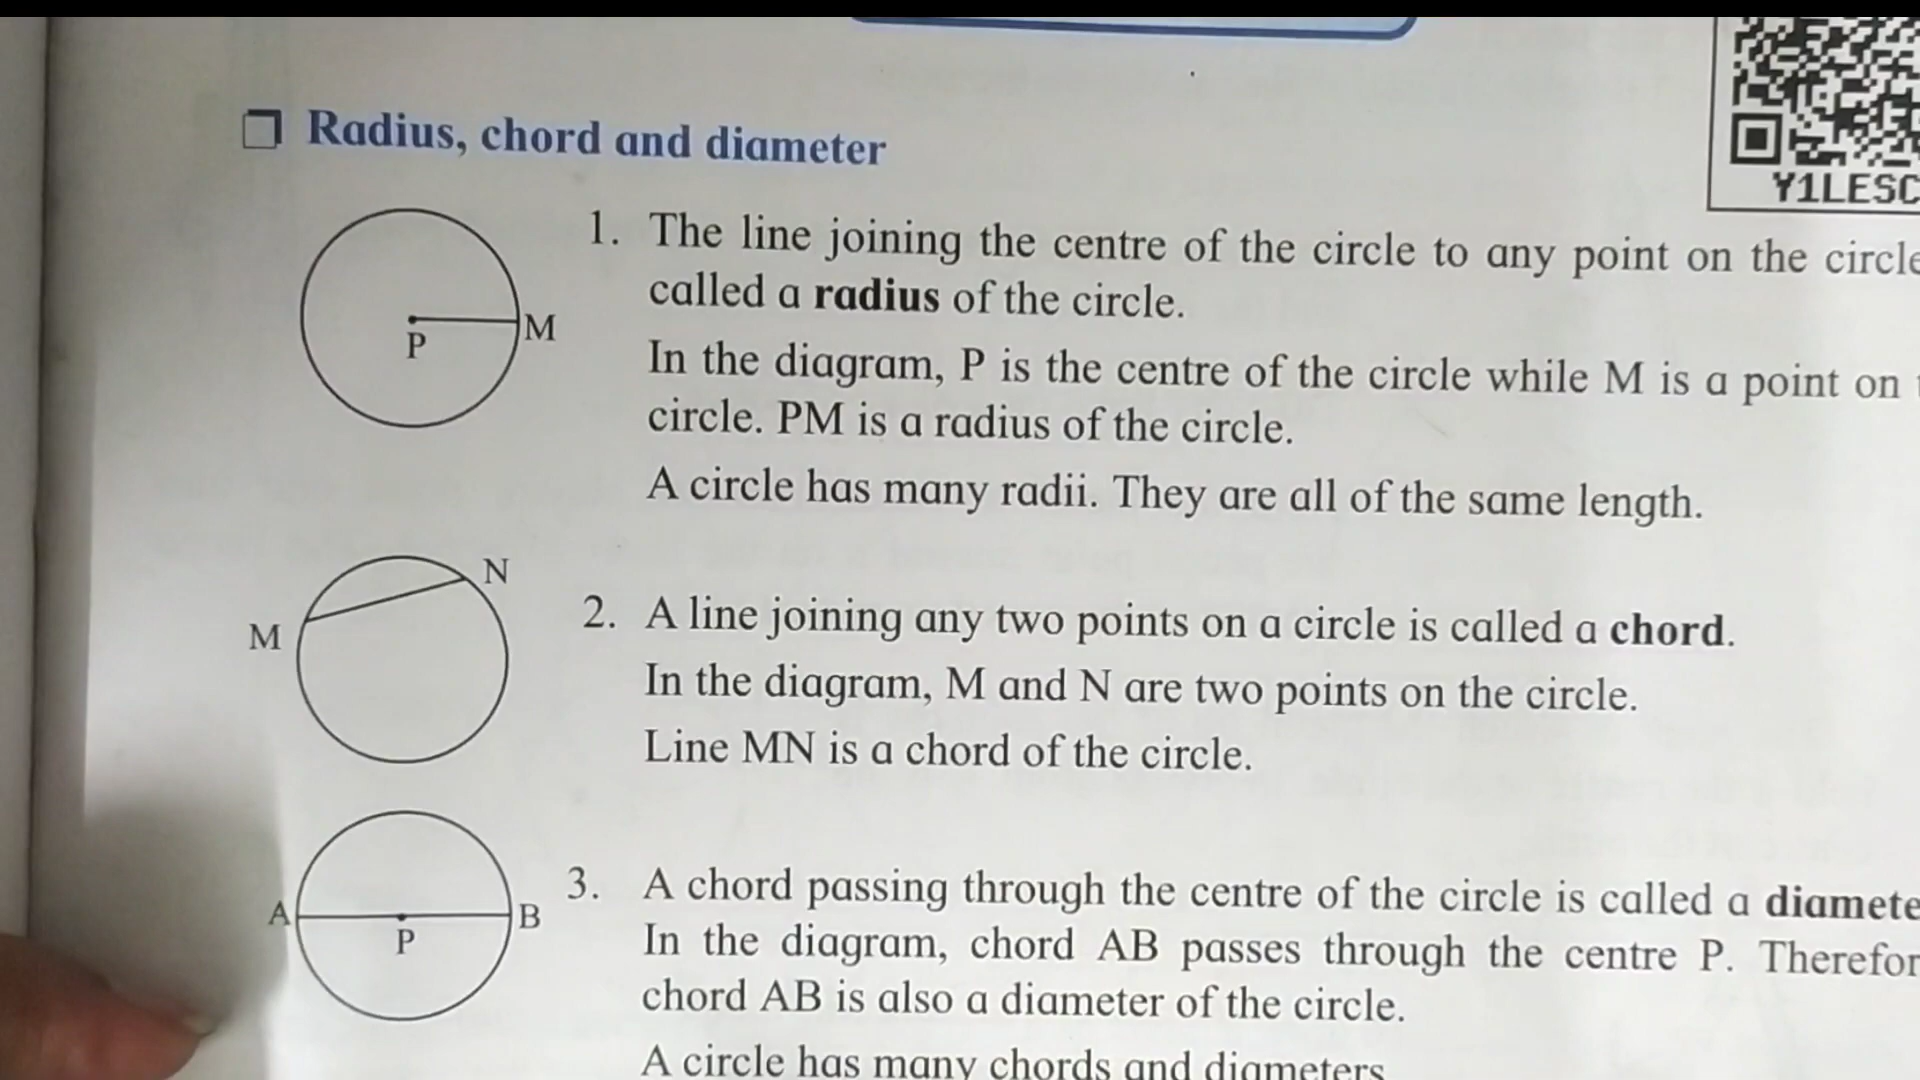 Y1LESC
Radius, chord and diameter
P
M
1. The line joining the centre of the circle to any point on the circle
called a radius of the circle.
In the diagram, P is the centre of the circle while M is a point on
circle. PM is a radius of the circle.
A circle has many radii. They are all of the same length.
M
N
2. A line joining any two points on a circle is called a chord.
In the diagram, M and N are two points on the circle.
Line MN is a chord of the circle.
A
P
B
3. A chord passing through the centre of the circle is called a diamete
In the diagram, chord AB passes through the centre P. Therefor
chord AB is also a diameter of the circle.
A circle has many chords and diameters